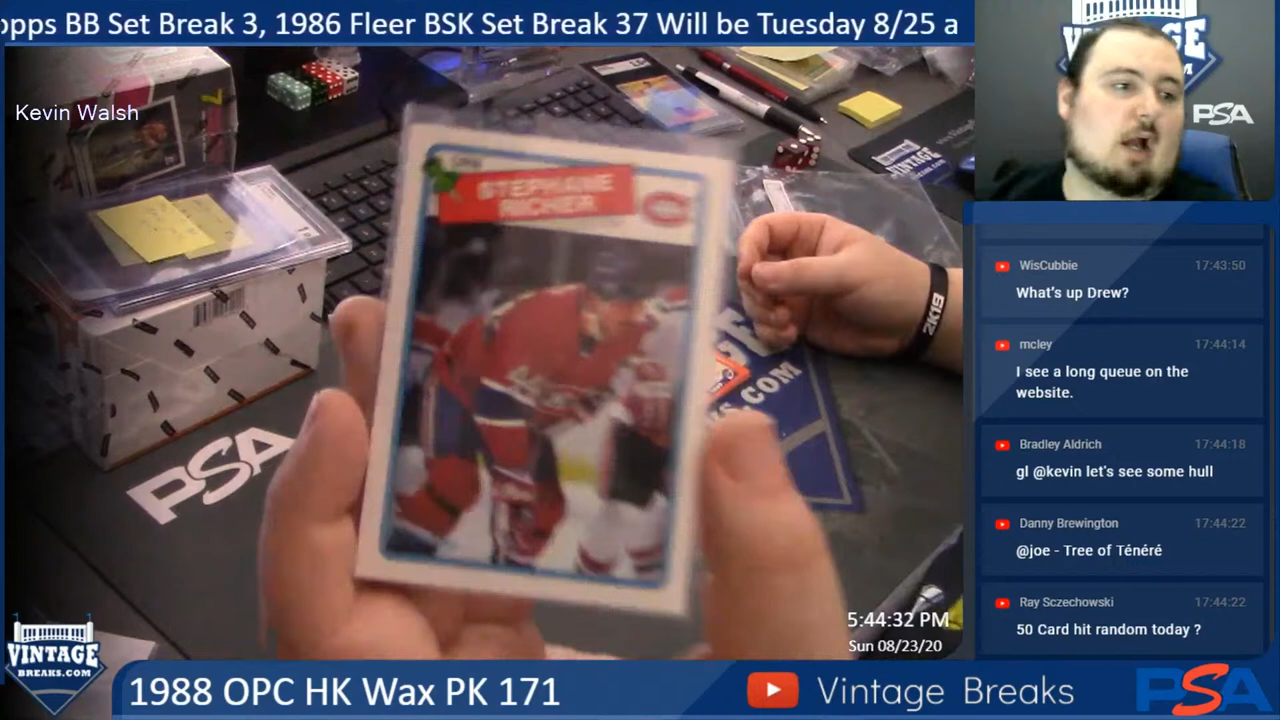 opps BB Set Break 3, 1986 Fleer BSK Set Break 37 Will be Tuesday 8/25 a
Kevin Walsh
STEPHANE
RICHER
PSA
2K19
PSA
WisCubbie 17:43:50
What's up Drew?
mcley 17:44:14
I see a long queue on the
website.
Bradley Aldrich 17:44:18
gl @kevin let's see some hull
Danny Brewington 17:44:22
@joe - Tree of Ténéré
Ray Sczechowski 17:44:22
50 Card hit random today ?
5:44:32 PM
Sun 08/23/20
VINTAGE
BREAKS.COM
1988 OPC HK Wax PK 171
Vintage Breaks
PSA